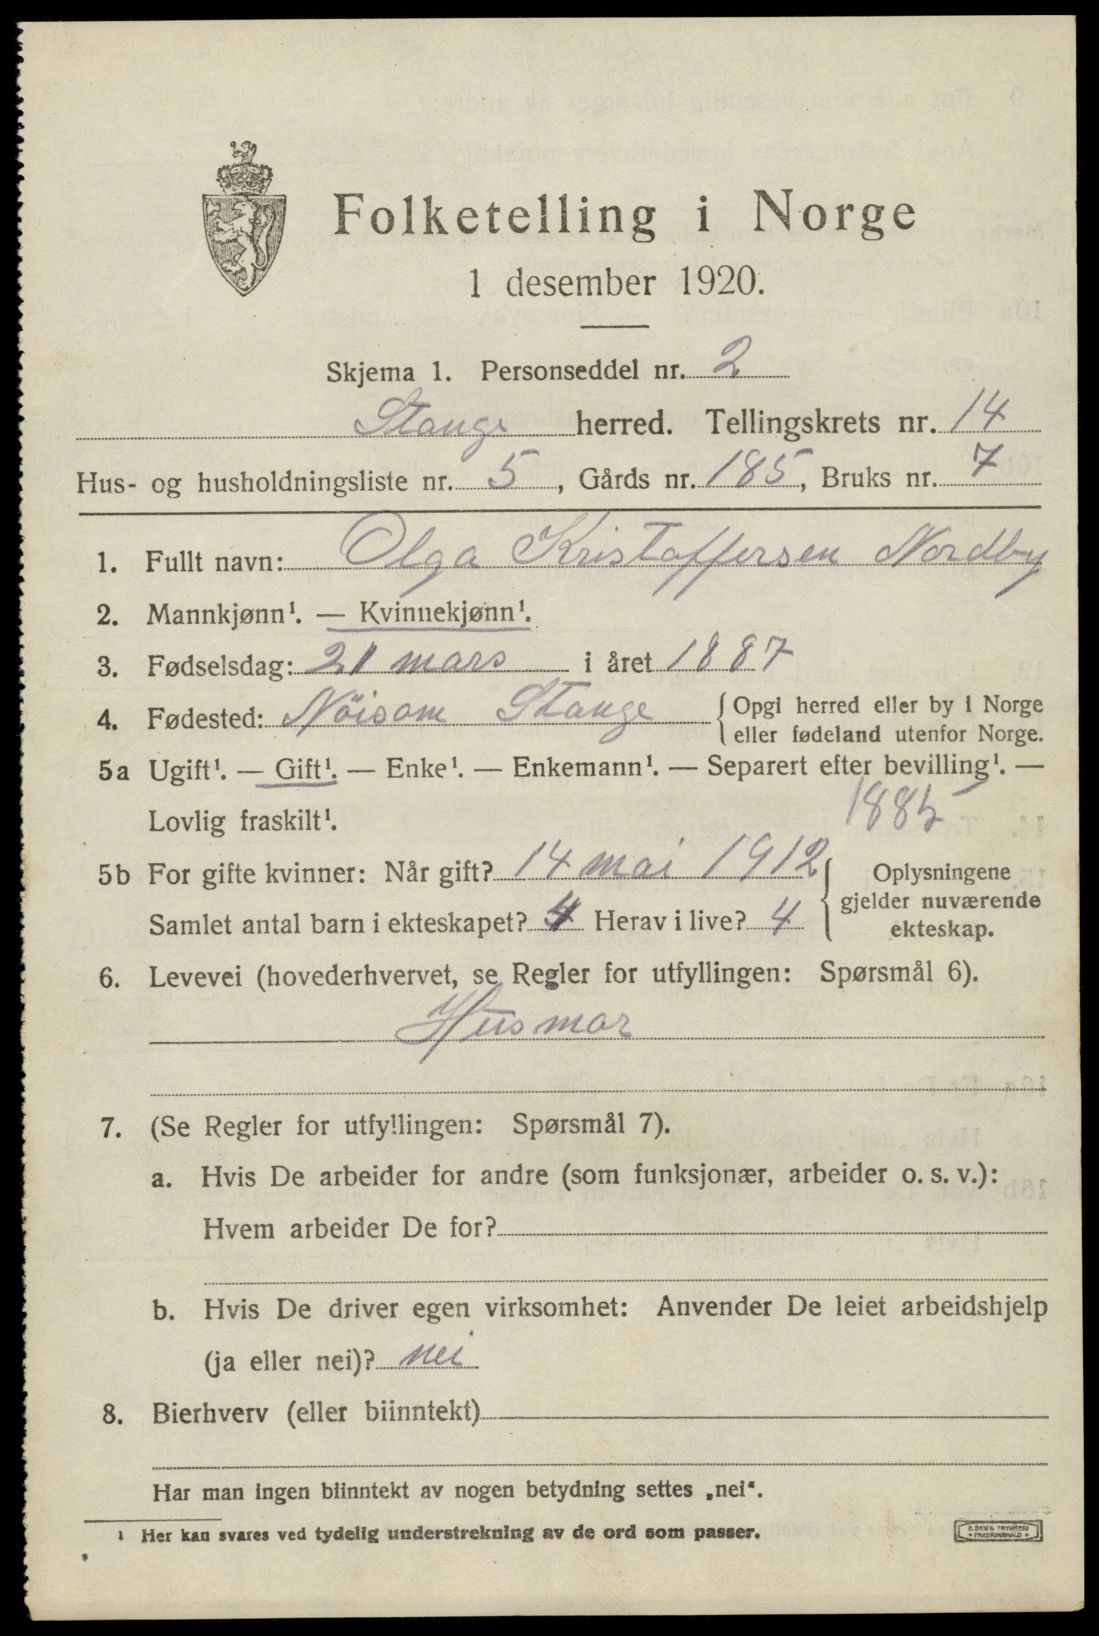 Folketelling i Norge
1 desember 1920.
Skjema 1. Personseddel nr. 2
Stange herred. Tellingskrets nr. 14
Hus- og husholdningsliste nr. 5, Gårds nr. 185, Bruks nr. 7
1. Fullt navn: Olga Kristoffersen Nordby
2. Mannkjønn¹. — Kvinnekjønn¹.
3. Fødselsdag: 21 mars i året 1887
4. Fødested: Nöisom Stange { Opgi herred eller by i Norge
eller fødeland utenfor Norge.
5a Ugift¹. — Gift¹. — Enke¹. — Enkemann¹. — Separert efter bevilling¹. —
Lovlig fraskilt¹. 1885
5b For gifte kvinner: Når gift? 14 mai 1912 { Oplysningene
gjelder nuværende
Samlet antal barn i ekteskapet? 4 Herav i live? 4 ekteskap.
6. Levevei (hovederhvervet, se Regler for utfyllingen: Spørsmål 6).
Husmor
7. (Se Regler for utfyllingen: Spørsmål 7).
a. Hvis De arbeider for andre (som funksjonær, arbeider o. s. v.):
Hvem arbeider De for?
b. Hvis De driver egen virksomhet: Anvender De leiet arbeidshjelp
(ja eller nei)? nei
8. Bierhverv (eller biinntekt)
Har man ingen biinntekt av nogen betydning settes „nei“.
¹ Her kan svares ved tydelig understrekning av de ord som passer.